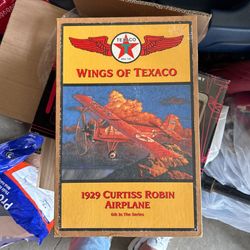 TEXACO
WINGS OF TEXACO
1929 CURTISS ROBIN
AIRPLANE
6th In The Series